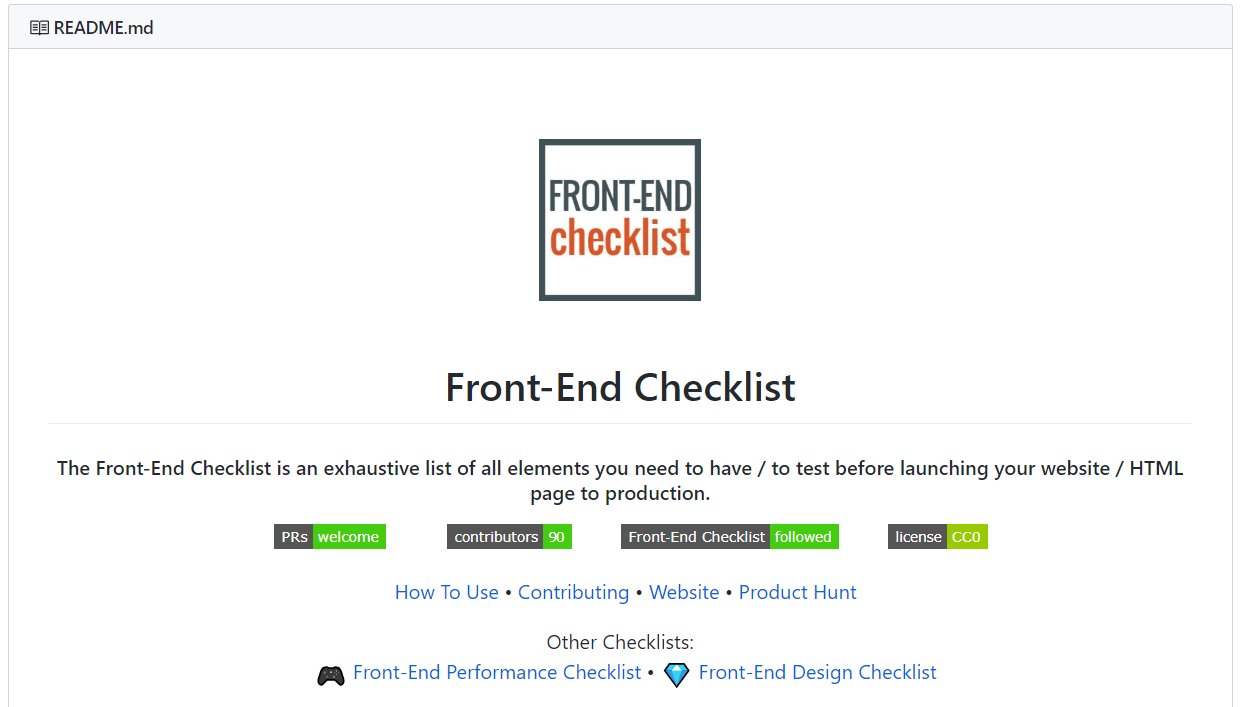 README.md
FRONT-END
checklist
Front-End Checklist
The Front-End Checklist is an exhaustive list of all elements you need to have / to test before launching your website / HTML
page to production.
PRs welcome contributors 90 Front-End Checklist followed license CC0
How To Use • Contributing • Website • Product Hunt
Other Checklists:
Front-End Performance Checklist • Front-End Design Checklist